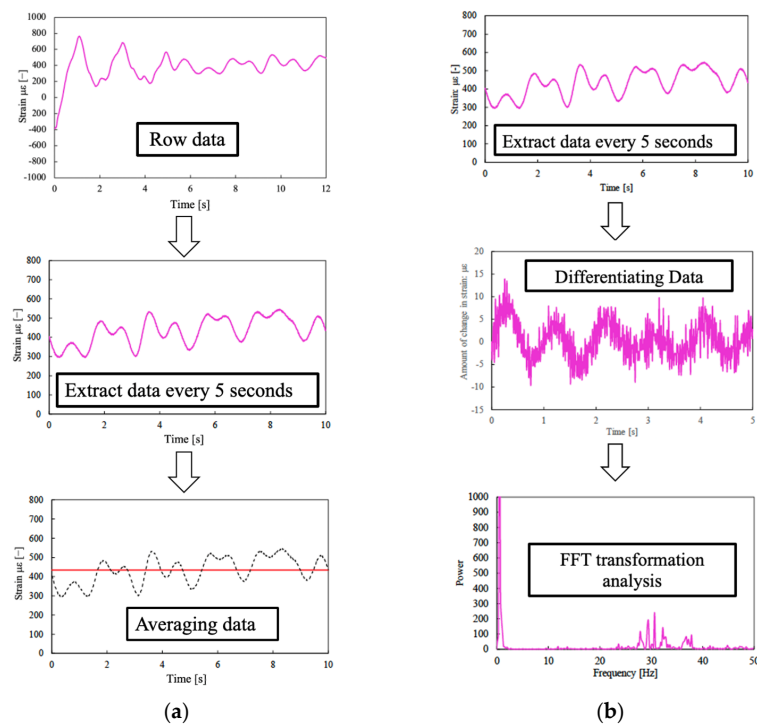 1000
800
600
400
200
0
-200
-400
-600
-800
-1000
Strain με [−]
Row data
0 2 4 6 8 10 12
Time [s]
800
700
600
500
400
300
200
100
0
Strain με [−]
Extract data every 5 seconds
0 2 4 6 8 10
Time [s]
800
700
600
500
400
300
200
100
0
Strain με [−]
Averaging data
0 2 4 6 8 10
Time [s]
(a)
800
700
600
500
400
300
200
100
0
Strain: με [-]
Extract data every 5 seconds
0 2 4 6 8 10
Time [s]
20
15
10
5
0
-5
-10
-15
Amount of change in strain: με
Differentiating Data
0 1 2 3 4 5
Time [s]
1000
900
800
700
600
500
400
300
200
100
0
Power
FFT transformation
analysis
0 10 20 30 40 50
Frequency [Hz]
(b)